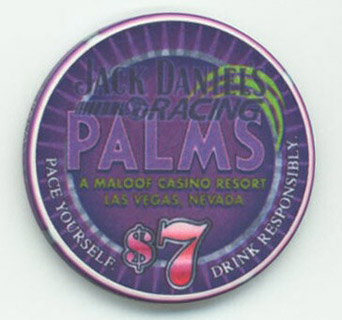 JACK DANIEL'S
RACING
PALMS
A MALOOF CASINO RESORT
LAS VEGAS, NEVADA
$7
PACE YOURSELF.
DRINK RESPONSIBLY.